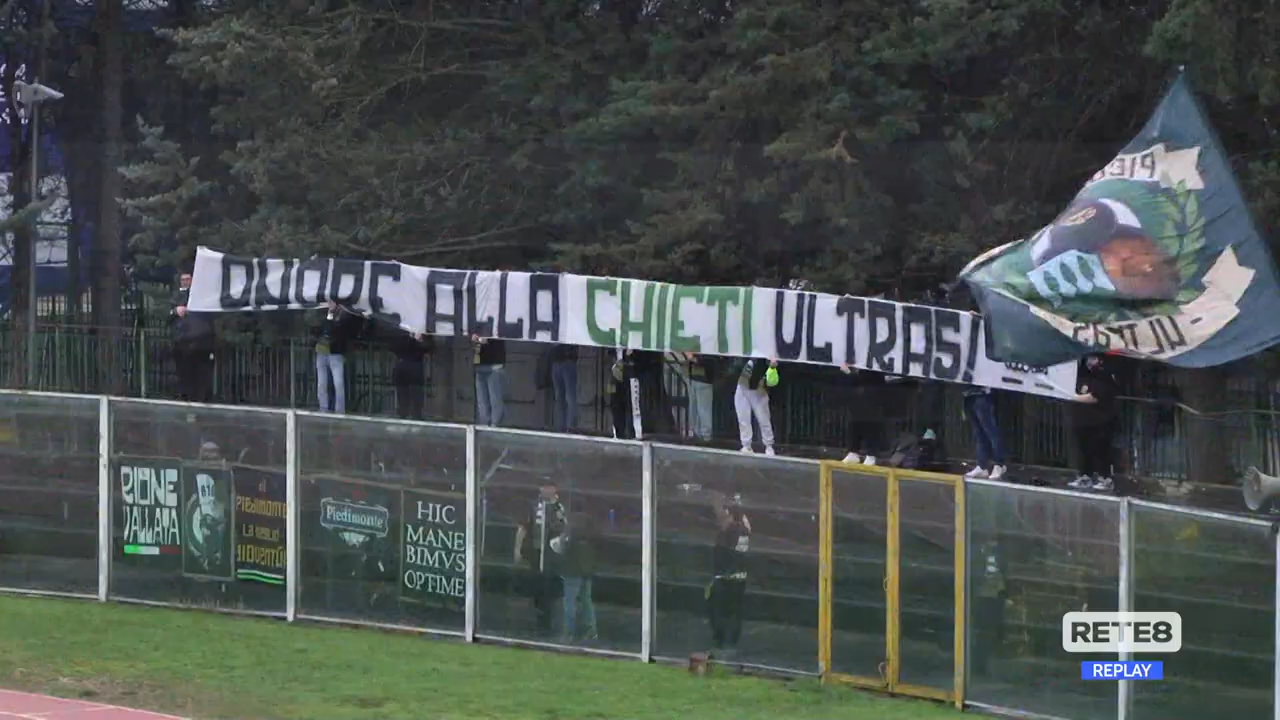 ONORE ALLA CHIETI ULTRAS!
RIONE
VALLATA
Piedimonte
HIC
MANE
BIMVS
OPTIME
RETE8
REPLAY